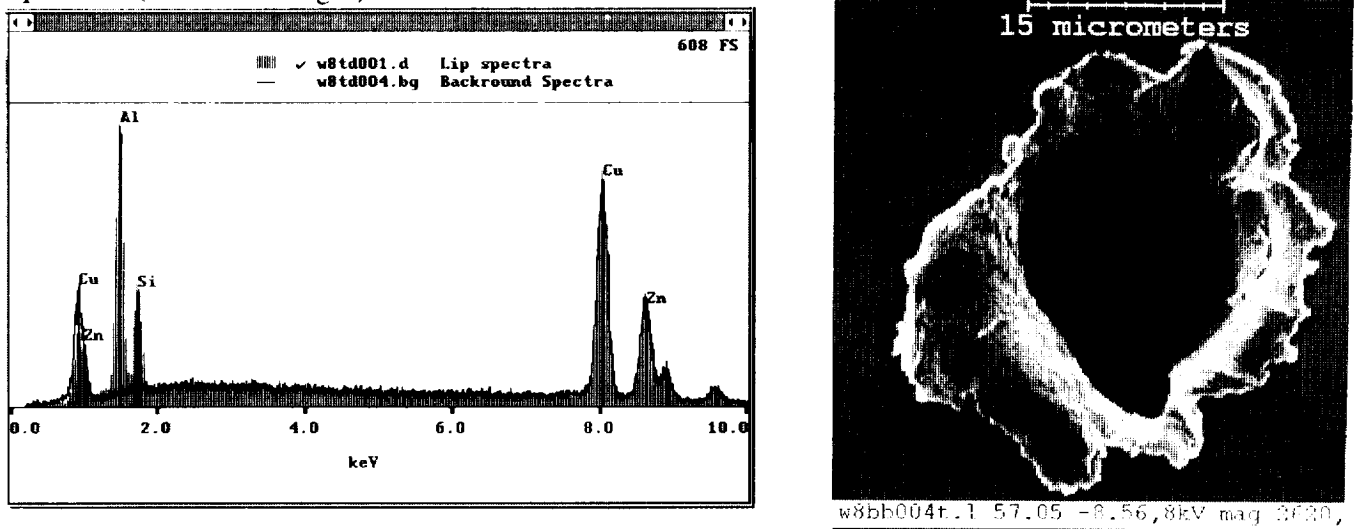 608 FS
✓ w8td001.d Lip spectra
w8td004.bg Backround Spectra
Al
Cu
Cu
Si
Zn
Zn
0.0 2.0 4.0 6.0 8.0 10.0
keV
15 micrometers
w8bb004t.1 57.05 -8.56,8kV mag